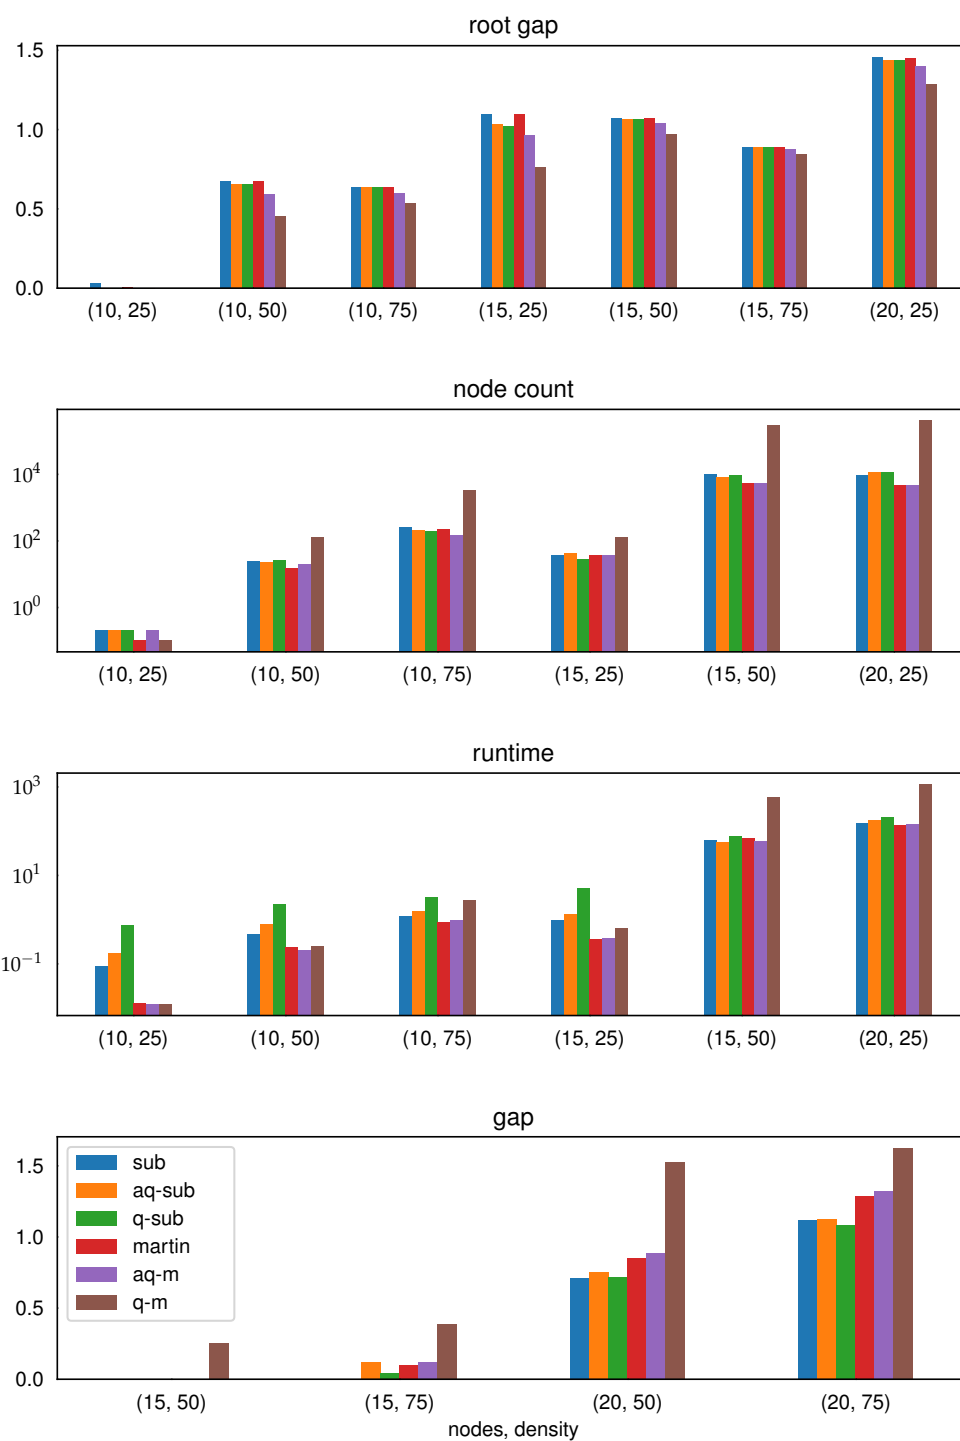 root gap
1.5
1.0
0.5
0.0
(10, 25) (10, 50) (10, 75) (15, 25) (15, 50) (15, 75) (20, 25)
node count
10^4
10^2
10^0
(10, 25) (10, 50) (10, 75) (15, 25) (15, 50) (20, 25)
runtime
10^3
10^1
10^−1
(10, 25) (10, 50) (10, 75) (15, 25) (15, 50) (20, 25)
gap
1.5
1.0
0.5
0.0
sub
aq-sub
q-sub
martin
aq-m
q-m
(15, 50) (15, 75) (20, 50) (20, 75)
nodes, density